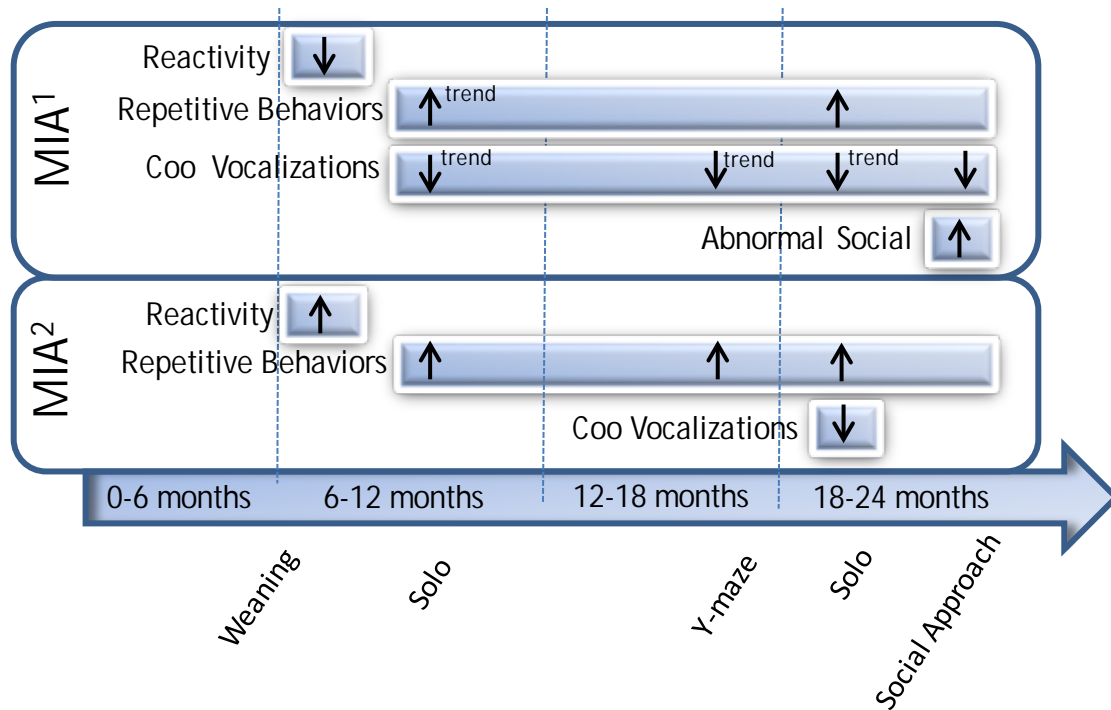 MIA1
Reactivity
Repetitive Behaviors
trend
Coo Vocalizations
trend
trend
trend
Abnormal Social
MIA2
Reactivity
Repetitive Behaviors
Coo Vocalizations
0-6 months
6-12 months
12-18 months
18-24 months
Weaning
Solo
Y-maze
Solo
Social Approach